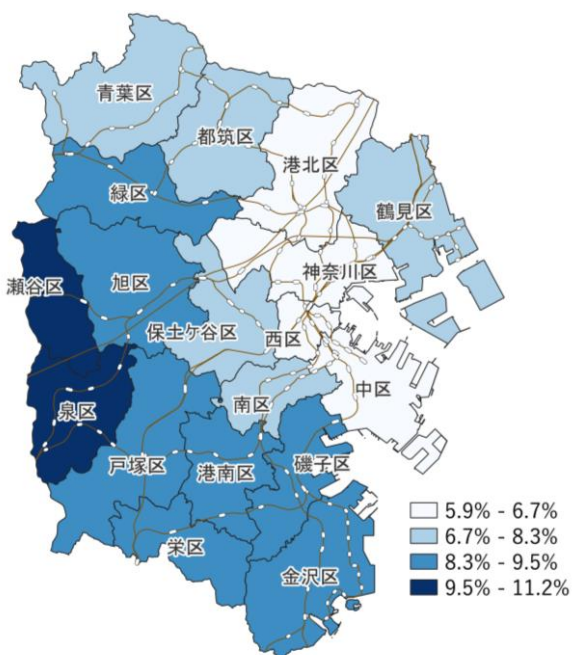 青葉区
都筑区
港北区
緑区
鶴見区
瀬谷区
旭区
神奈川区
保土ケ谷区
西区
中区
南区
泉区
戸塚区
港南区
磯子区
栄区
金沢区
5.9% - 6.7%
6.7% - 8.3%
8.3% - 9.5%
9.5% - 11.2%